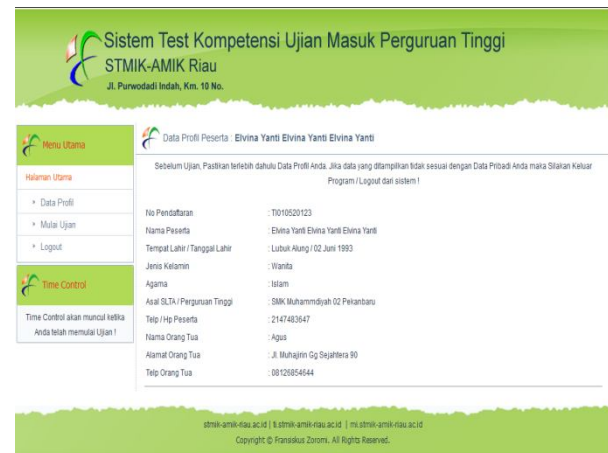 Sistem Test Kompetensi Ujian Masuk Perguruan Tinggi
STMIK-AMIK Riau
Jl. Purwodadi Indah, Km. 10 No.
Menu Utama
Halaman Utama
Data Profil
Mulai Ujian
Logout
Time Control
Time Control akan muncul ketika
Anda telah memulai Ujian !
Data Profil Peserta : Elvina Yanti Elvina Yanti Elvina Yanti
Sebelum Ujian, Pastikan terlebih dahulu Data Profil Anda. Jika data yang ditampilkan tidak sesuai dengan Data Pribadi Anda maka Silakan Keluar
Program / Logout dari sistem !
No Pendaftaran : TI010520123
Nama Peserta : Elvina Yanti Elvina Yanti Elvina Yanti
Tempat Lahir / Tanggal Lahir : Lubuk Alung / 02 Juni 1993
Jenis Kelamin : Wanita
Agama : Islam
Asal SLTA / Perguruan Tinggi : SMK Muhammdiyah 02 Pekanbaru
Telp / Hp Peserta : 2147483647
Nama Orang Tua : Agus
Alamat Orang Tua : Jl. Muhajirin Gg Sejahtera 90
Telp Orang Tua : 08126854644
stmik-amik-riau.ac.id | ti.stmik-amik-riau.ac.id | mi.stmik-amik-riau.ac.id
Copyright © Fransiskus Zoromi. All Rights Reserved.